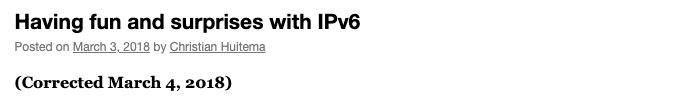 Having fun and surprises with IPv6
Posted on March 3, 2018 by Christian Huitema
(Corrected March 4, 2018)